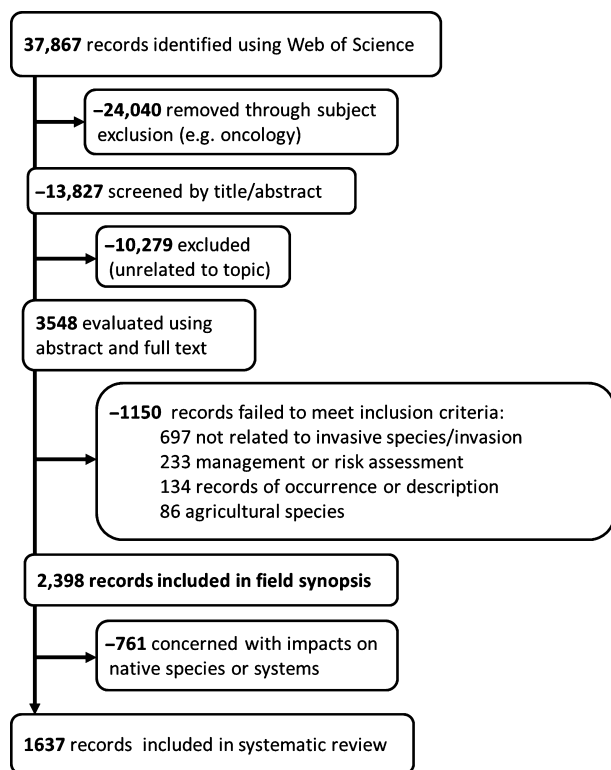 37,867 records identified using Web of Science
−24,040 removed through subject
exclusion (e.g. oncology)
−13,827 screened by title/abstract
−10,279 excluded
(unrelated to topic)
3548 evaluated using
abstract and full text
−1150 records failed to meet inclusion criteria:
697 not related to invasive species/invasion
233 management or risk assessment
134 records of occurrence or description
86 agricultural species
2,398 records included in field synopsis
−761 concerned with impacts on
native species or systems
1637 records included in systematic review